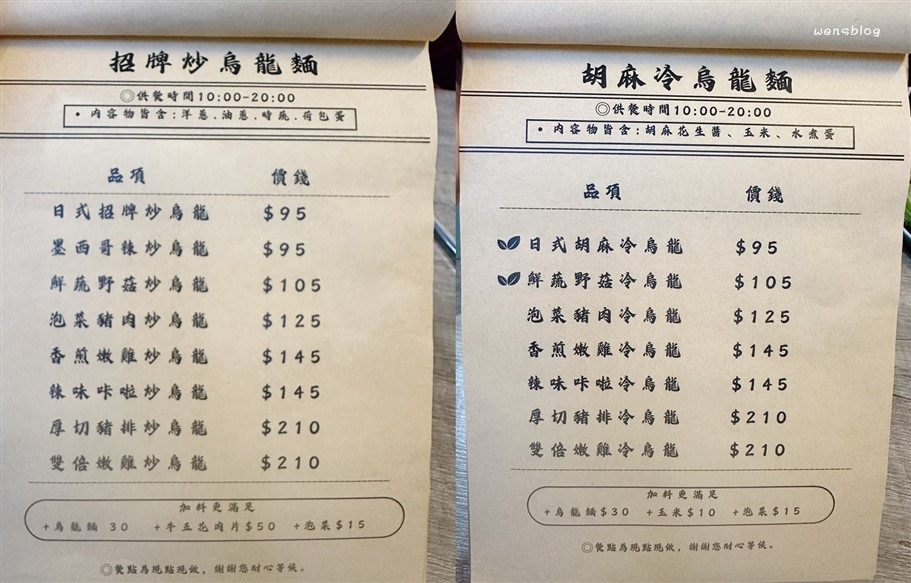 招牌炒烏龍麵
◎供餐時間10:00-20:00
• 內容物皆含:洋蔥.油蔥.時蔬.荷包蛋
品項 價錢
日式招牌炒烏龍 $95
墨西哥辣炒烏龍 $95
鮮蔬野菇炒烏龍 $105
泡菜豬肉炒烏龍 $125
香煎嫩雞炒烏龍 $145
辣味咔啦炒烏龍 $145
厚切豬排炒烏龍 $210
雙倍嫩雞炒烏龍 $210
加料更滿足
+烏龍麵 30 +牛五花肉片$50 +泡菜$15
◎餐點為現點現做，謝謝您耐心等候。
wensblog
胡麻冷烏龍麵
◎供餐時間10:00-20:00
• 內容物皆含:胡麻花生醬、玉米、水煮蛋
品項 價錢
日式胡麻冷烏龍 $95
鮮蔬野菇冷烏龍 $105
泡菜豬肉冷烏龍 $125
香煎嫩雞冷烏龍 $145
辣味咔啦冷烏龍 $145
厚切豬排冷烏龍 $210
雙倍嫩雞冷烏龍 $210
加料更滿足
+烏龍麵$30 +玉米$10 +泡菜$15
◎餐點為現點現做，謝謝您耐心等候。